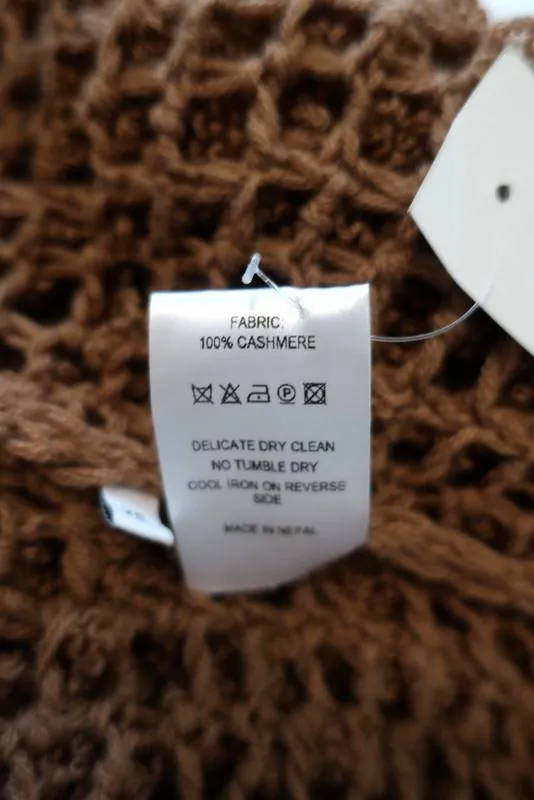 FABRIC:
100% CASHMERE
P
DELICATE DRY CLEAN
NO TUMBLE DRY
COOL IRON ON REVERSE
SIDE
MADE IN NEPAL